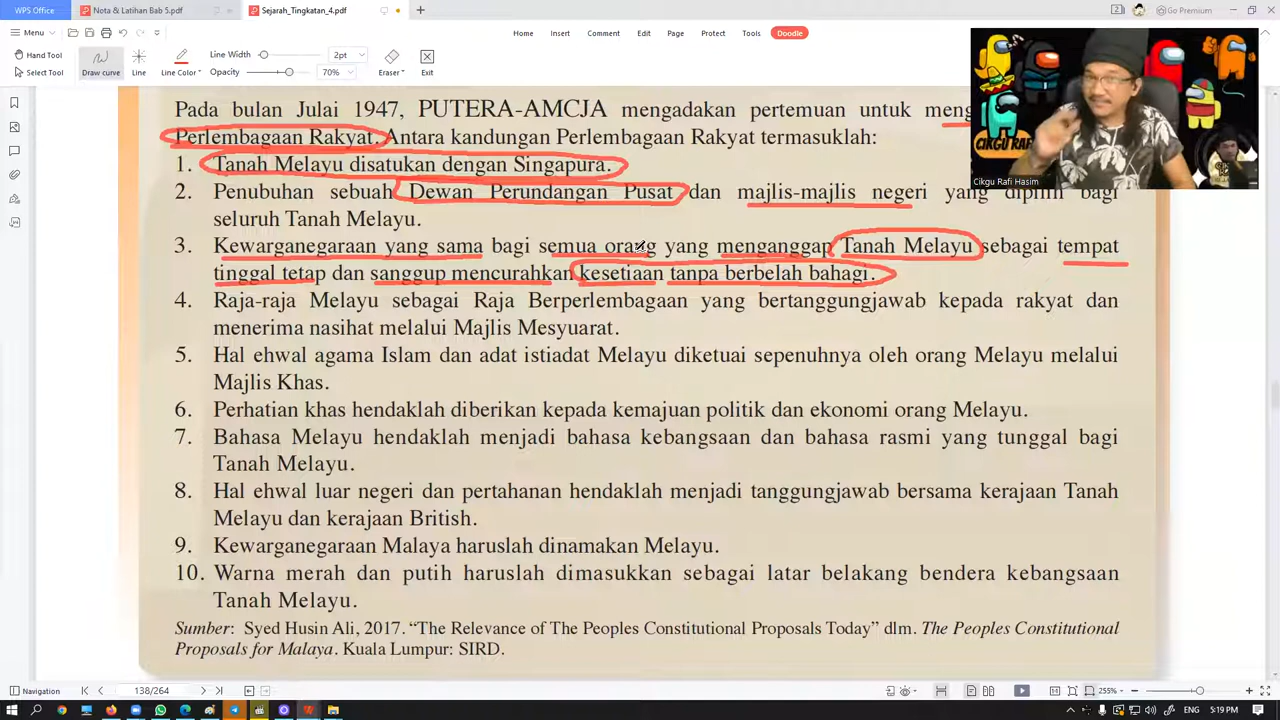 WPS Office
Nota & Latihan Bab 5.pdf
Sejarah_Tingkatan_4.pdf
Go Premium
Menu
Home Insert Comment Edit Page Protect Tools Doodle
Hand Tool
Select Tool
Draw curve
Line
Line Color
Line Width 2pt
Opacity 70%
Eraser
Exit
Pada bulan Julai 1947, PUTERA-AMCJA mengadakan pertemuan untuk
Perlembagaan Rakyat. Antara kandungan Perlembagaan Rakyat termasuklah:
1. Tanah Melayu disatukan dengan Singapura.
2. Penubuhan sebuah Dewan Perundangan Pusat dan majlis-majlis negeri yang dipilih bagi
seluruh Tanah Melayu.
3. Kewarganegaraan yang sama bagi semua orang yang menganggap Tanah Melayu sebagai tempat
tinggal tetap dan sanggup mencurahkan kesetiaan tanpa berbelah bahagi.
4. Raja-raja Melayu sebagai Raja Berperlembagaan yang bertanggungjawab kepada rakyat dan
menerima nasihat melalui Majlis Mesyuarat.
5. Hal ehwal agama Islam dan adat istiadat Melayu diketuai sepenuhnya oleh orang Melayu melalui
Majlis Khas.
6. Perhatian khas hendaklah diberikan kepada kemajuan politik dan ekonomi orang Melayu.
7. Bahasa Melayu hendaklah menjadi bahasa kebangsaan dan bahasa rasmi yang tunggal bagi
Tanah Melayu.
8. Hal ehwal luar negeri dan pertahanan hendaklah menjadi tanggungjawab bersama kerajaan Tanah
Melayu dan kerajaan British.
9. Kewarganegaraan Malaya haruslah dinamakan Melayu.
10. Warna merah dan putih haruslah dimasukkan sebagai latar belakang bendera kebangsaan
Tanah Melayu.
Sumber: Syed Husin Ali, 2017. “The Relevance of The Peoples Constitutional Proposals Today” dlm. The Peoples Constitutional
Proposals for Malaya. Kuala Lumpur: SIRD.
CIKGU RAFI
Cikgu Rafi Hasim
Navigation
138/264
255%
5:19 PM